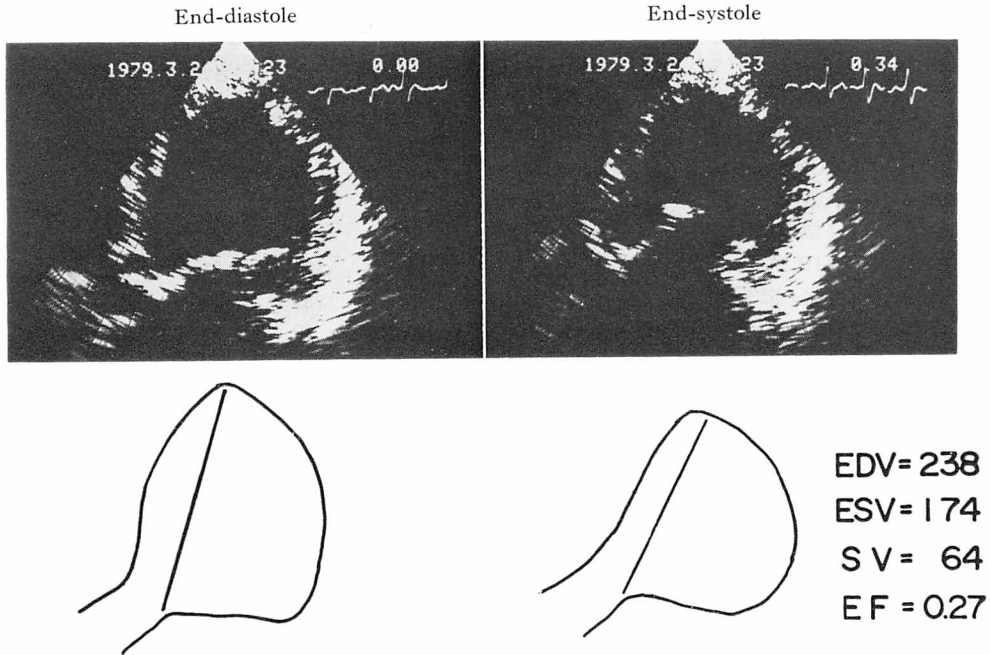 End-diastole
End-systole
1979.3.2 23 0.00
1979.3.2 23 0.34
EDV=238
ESV=174
SV= 64
EF=0.27